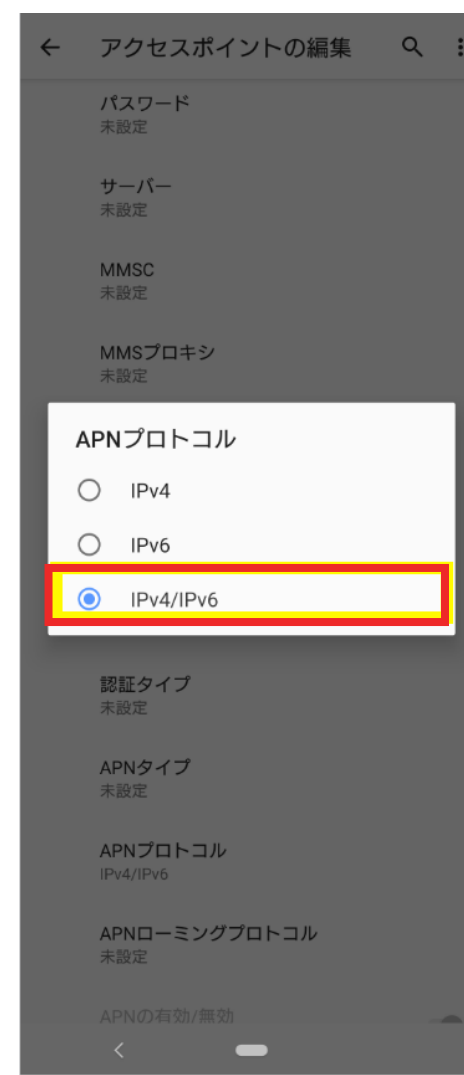 アクセスポイントの編集
パスワード
未設定
サーバー
未設定
MMSC
未設定
MMSプロキシ
未設定
APNプロトコル
IPv4
IPv6
IPv4/IPv6
認証タイプ
未設定
APNタイプ
未設定
APNプロトコル
IPv4/IPv6
APNローミングプロトコル
未設定
APNの有効/無効